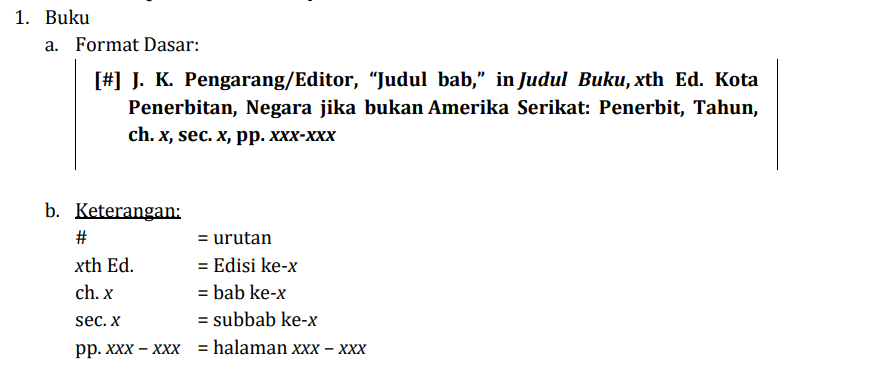 1. Buku
a. Format Dasar:
[#] J. K. Pengarang/Editor, “Judul bab,” in Judul Buku, xth Ed. Kota
Penerbitan, Negara jika bukan Amerika Serikat: Penerbit, Tahun,
ch. x, sec. x, pp. xxx-xxx
b. Keterangan:
# = urutan
xth Ed. = Edisi ke-x
ch. x = bab ke-x
sec. x = subbab ke-x
pp. xxx – xxx = halaman xxx – xxx